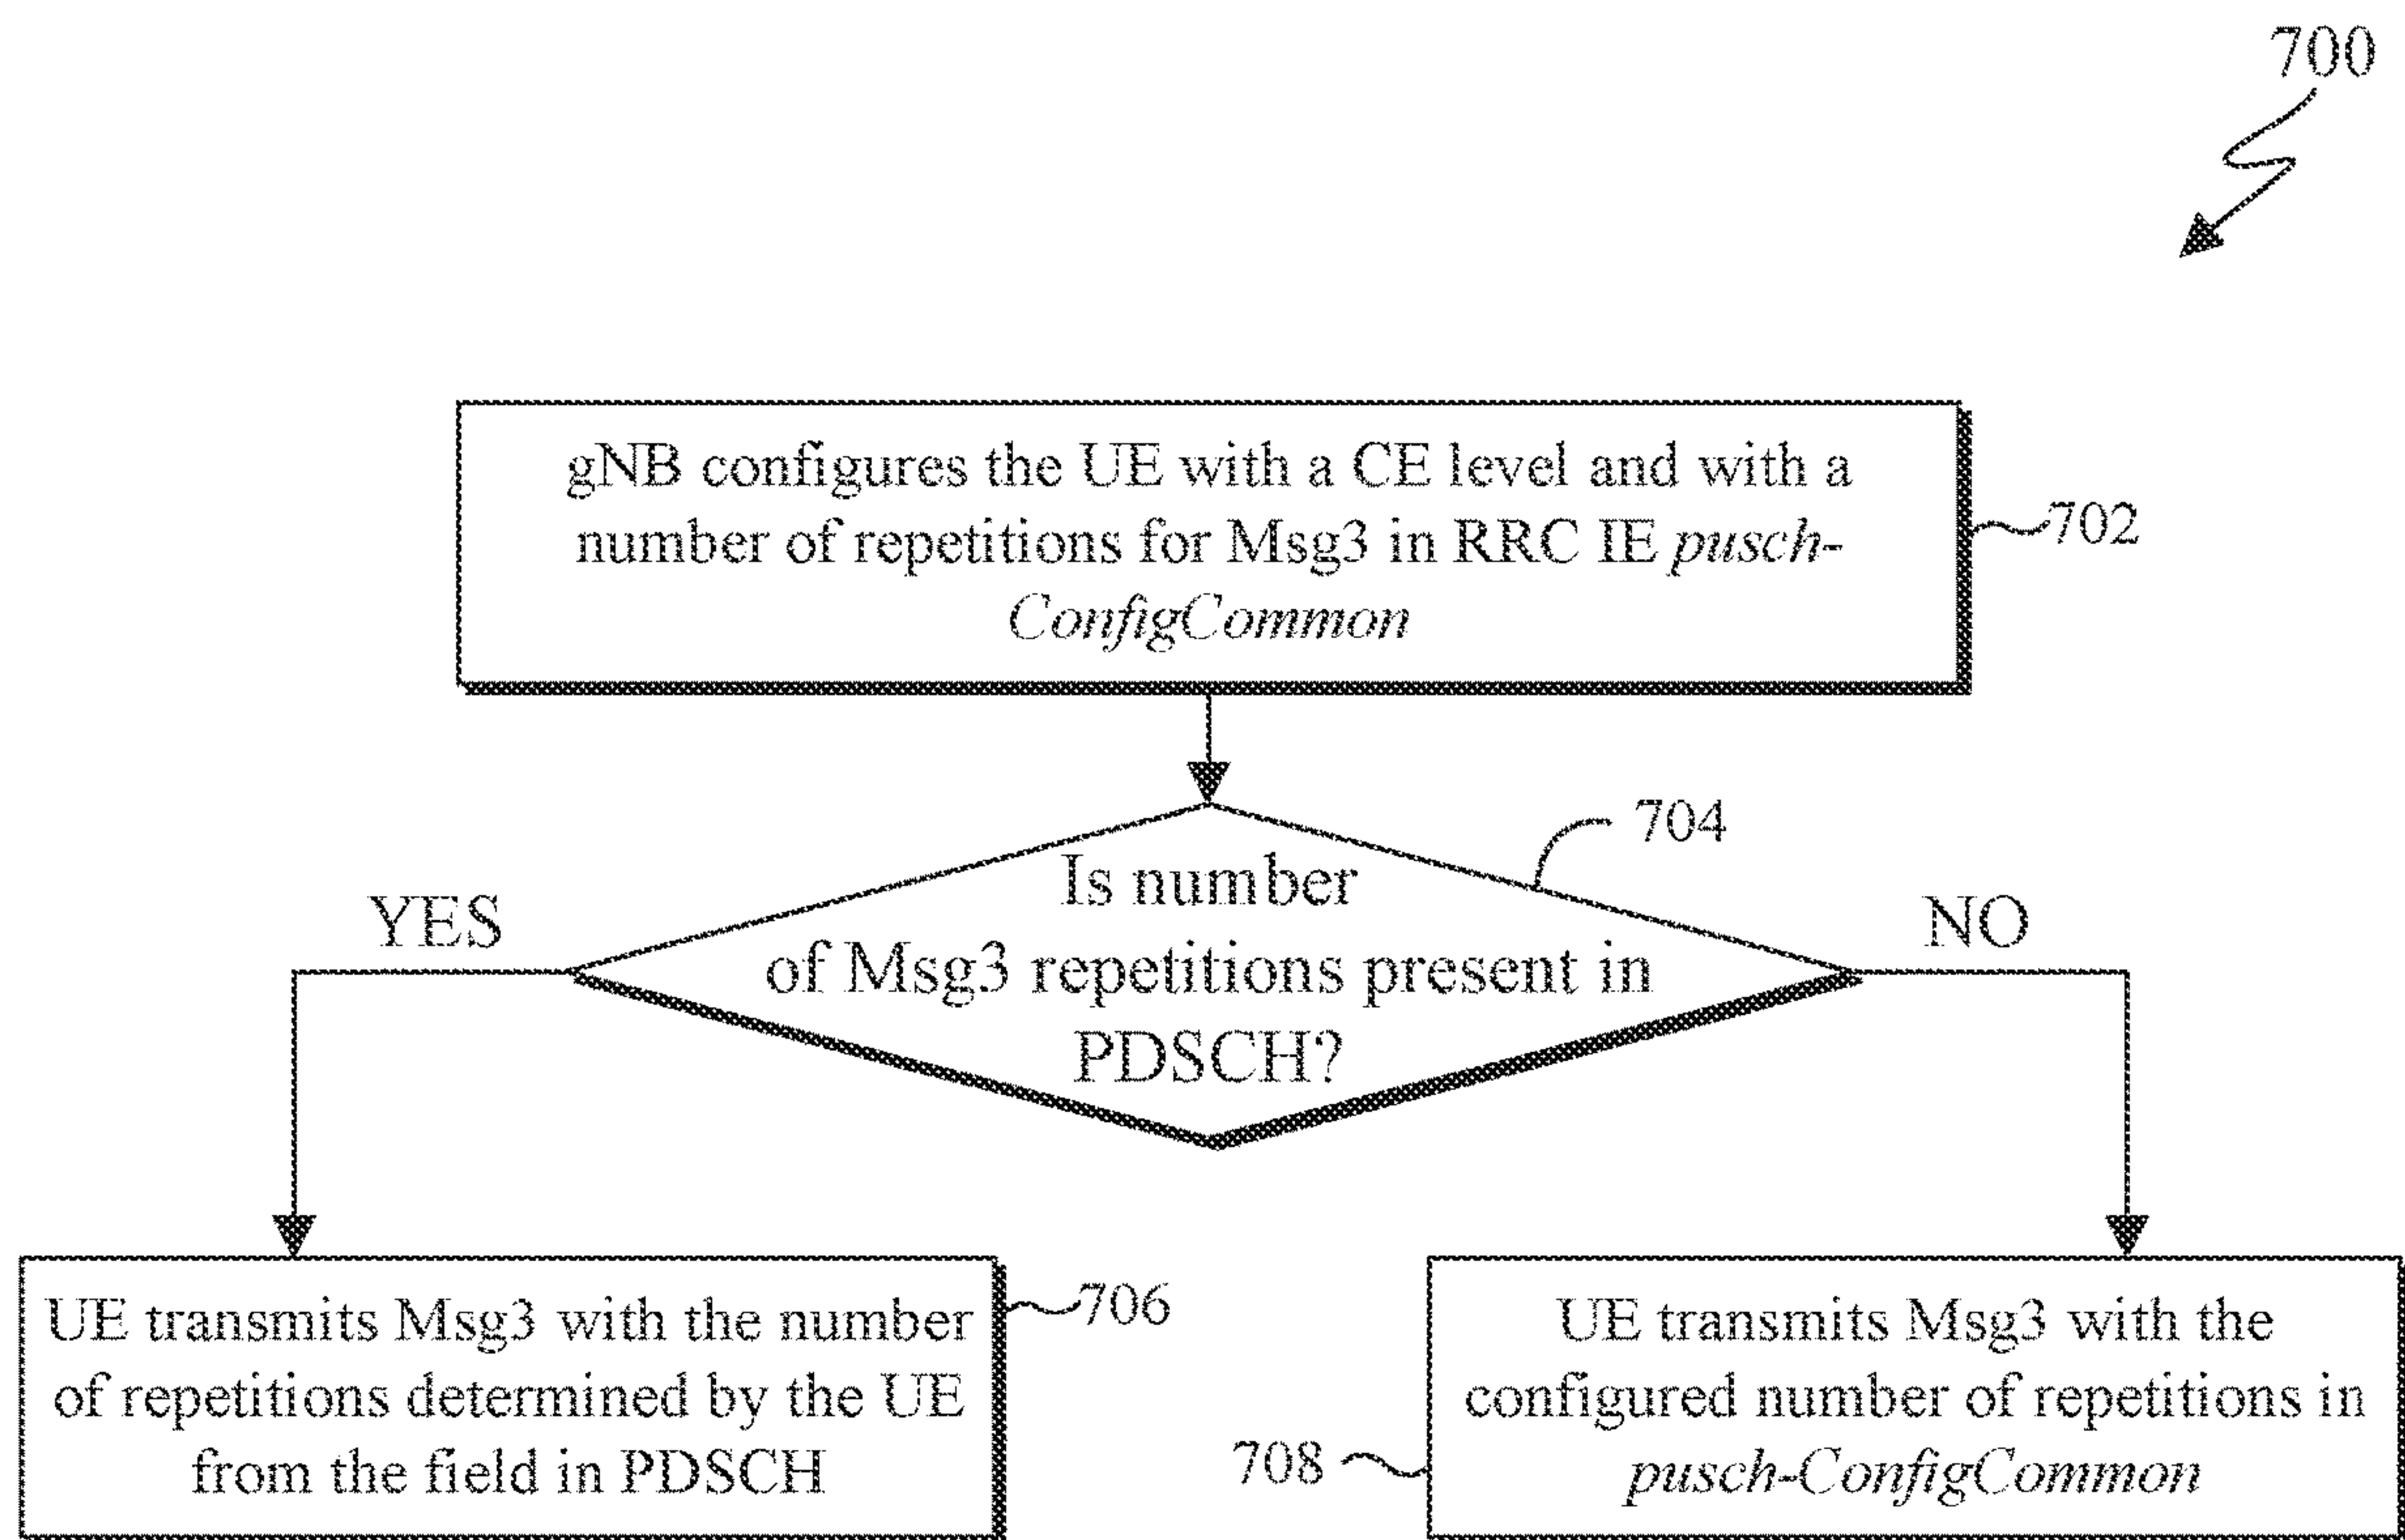 700
gNB configures the UE with a CE level and with a
number of repetitions for Msg3 in RRC IE pusch-
ConfigCommon
702
704
Is number
of Msg3 repetitions present in
PDSCH?
YES
NO
UE transmits Msg3 with the number
of repetitions determined by the UE
from the field in PDSCH
706
UE transmits Msg3 with the
configured number of repetitions in
pusch-ConfigCommon
708